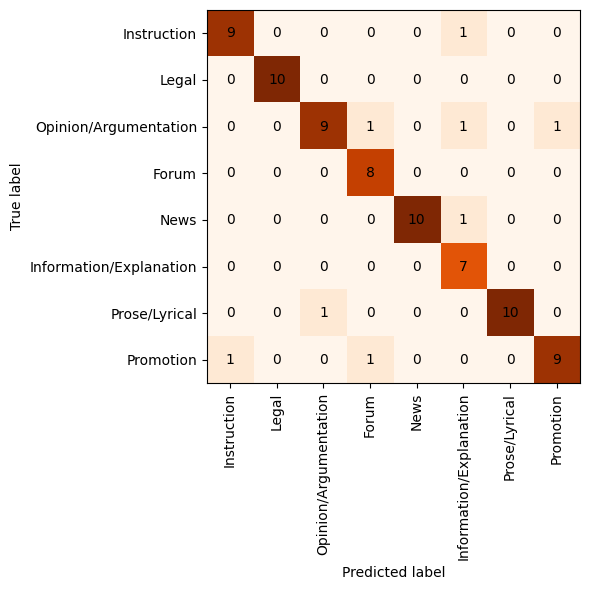 True label
Instruction 9 0 0 0 0 1 0 0
Legal 0 10 0 0 0 0 0 0
Opinion/Argumentation 0 0 9 1 0 1 0 1
Forum 0 0 0 8 0 0 0 0
News 0 0 0 0 10 1 0 0
Information/Explanation 0 0 0 0 0 7 0 0
Prose/Lyrical 0 0 1 0 0 0 10 0
Promotion 1 0 0 1 0 0 0 9
Instruction
Legal
Opinion/Argumentation
Forum
News
Information/Explanation
Prose/Lyrical
Promotion
Predicted label